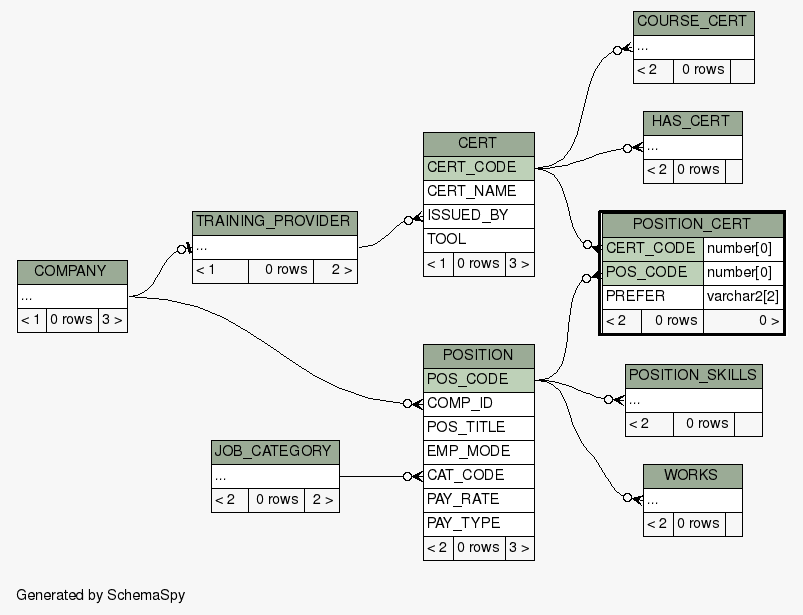 COURSE_CERT
...
< 2 0 rows
HAS_CERT
...
< 2 0 rows
CERT
CERT_CODE
CERT_NAME
ISSUED_BY
TOOL
< 1 0 rows 3 >
TRAINING_PROVIDER
...
< 1 0 rows 2 >
POSITION_CERT
CERT_CODE number[0]
POS_CODE number[0]
PREFER varchar2[2]
< 2 0 rows 0 >
COMPANY
...
< 1 0 rows 3 >
POSITION
POS_CODE
COMP_ID
POS_TITLE
EMP_MODE
CAT_CODE
PAY_RATE
PAY_TYPE
< 2 0 rows 3 >
POSITION_SKILLS
...
< 2 0 rows
JOB_CATEGORY
...
< 2 0 rows 2 >
WORKS
...
< 2 0 rows
Generated by SchemaSpy